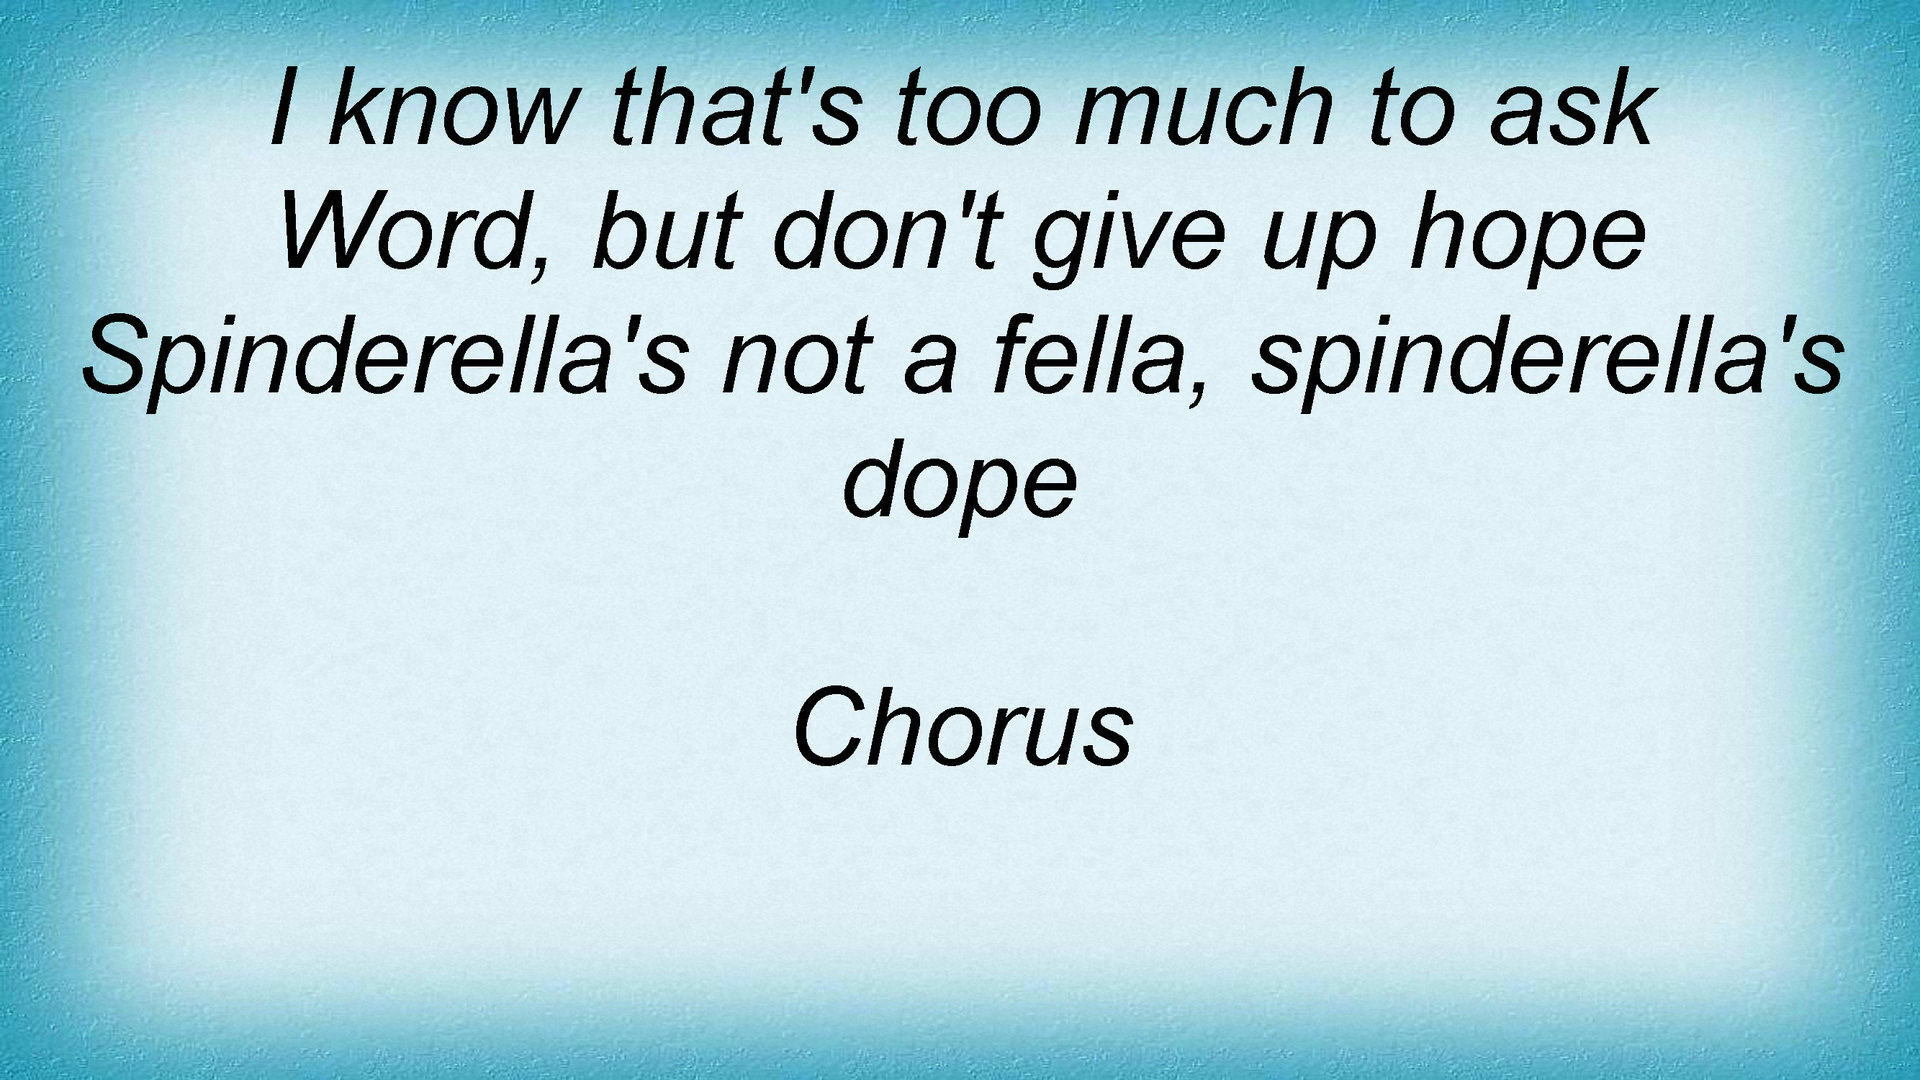 I know that's too much to ask
Word, but don't give up hope
Spinderella's not a fella, spinderella's
dope
Chorus